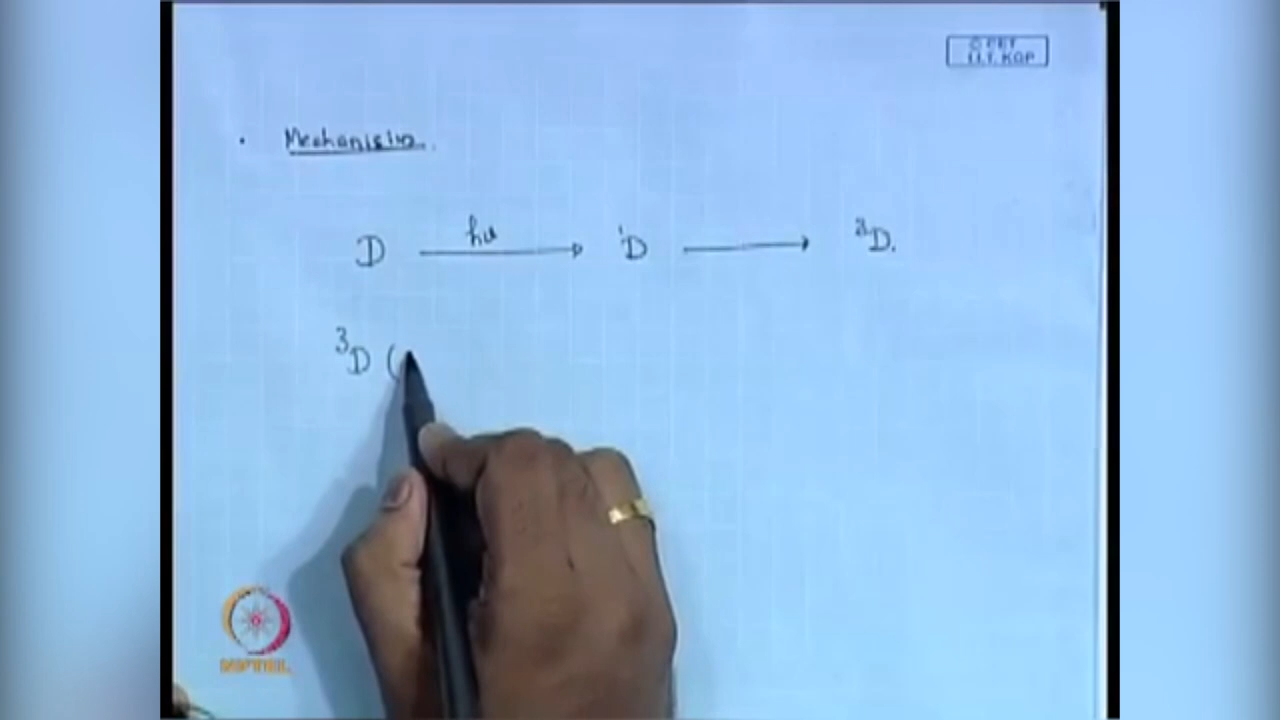 © CET
I.I.T. KGP
• Mechanism.
D hν ¹D ³D.
³D (
NPTEL